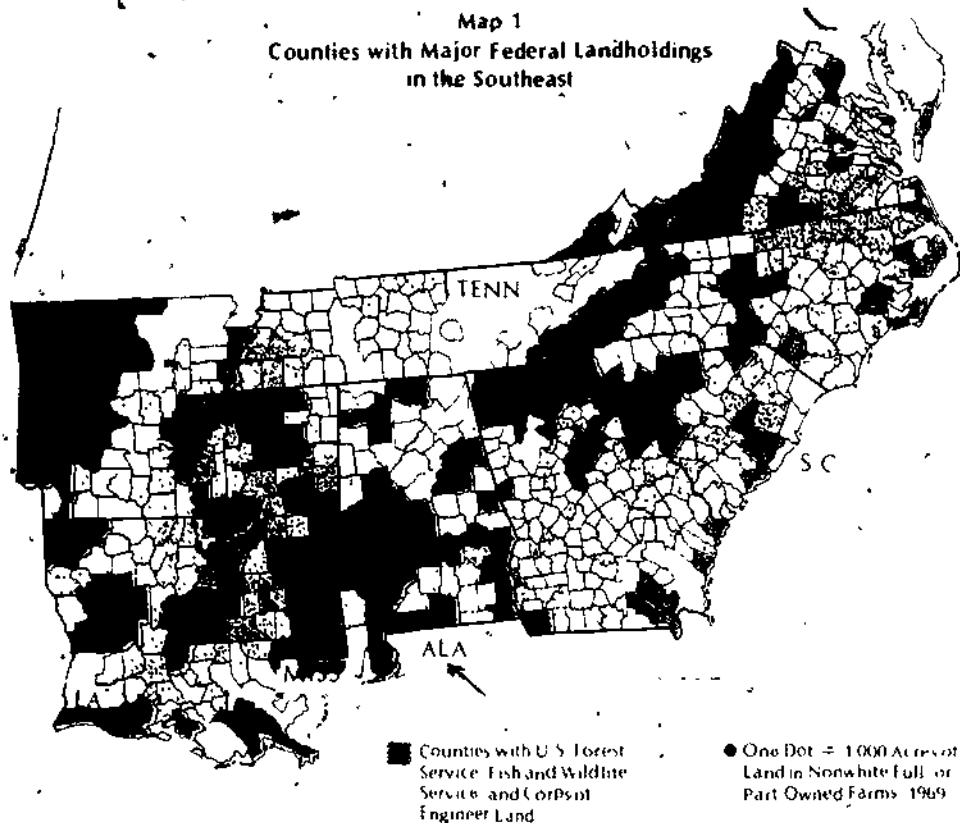 Map 1
Counties with Major Federal Landholdings
in the Southeast
TENN
S C
ALA
MISS
LA
Counties with U.S. Forest
Service, Fish and Wildlife
Service and Corps of
Engineer Land
One Dot = 1000 Acres of
Land in Nonwhite Full or
Part Owned Farms 1969